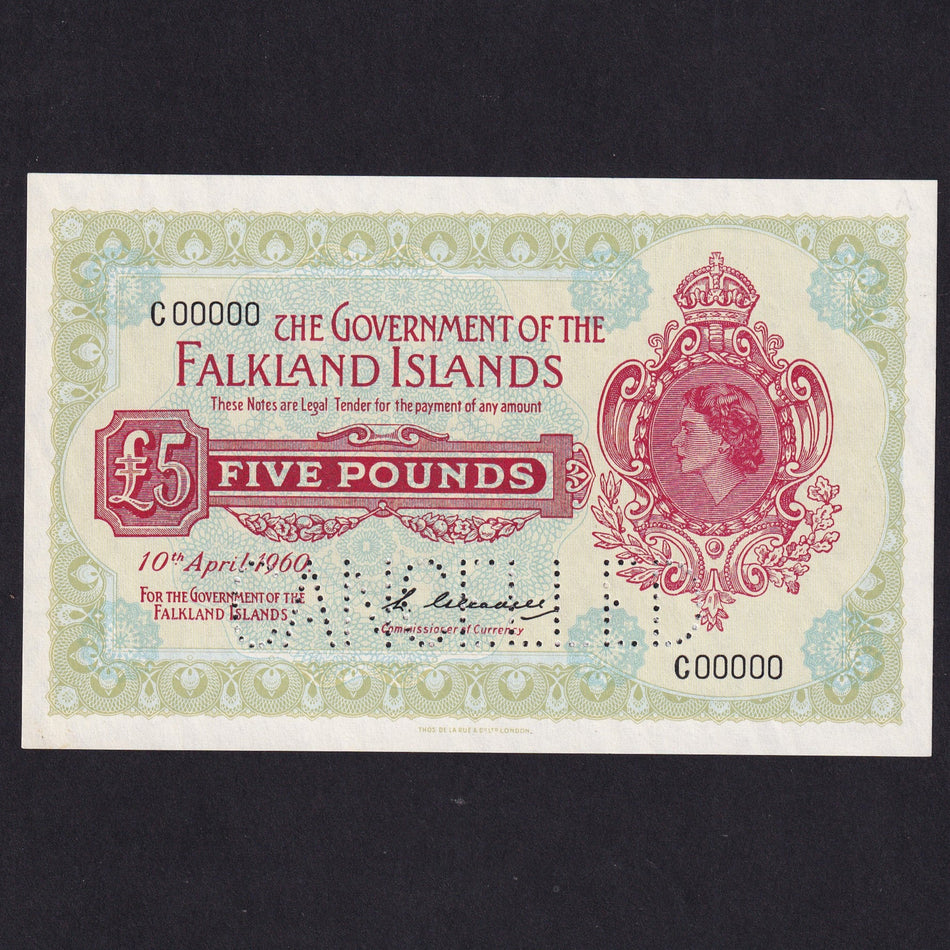 C 00000
THE GOVERNMENT OF THE
FALKLAND ISLANDS
These Notes are Legal Tender for the payment of any amount
£5
FIVE POUNDS
10th April 1960
CANCELLED
FOR THE GOVERNMENT OF THE
FALKLAND ISLANDS
Commissioner of Currency
C 00000
THOS. DE LA RUE & Co LTD LONDON.